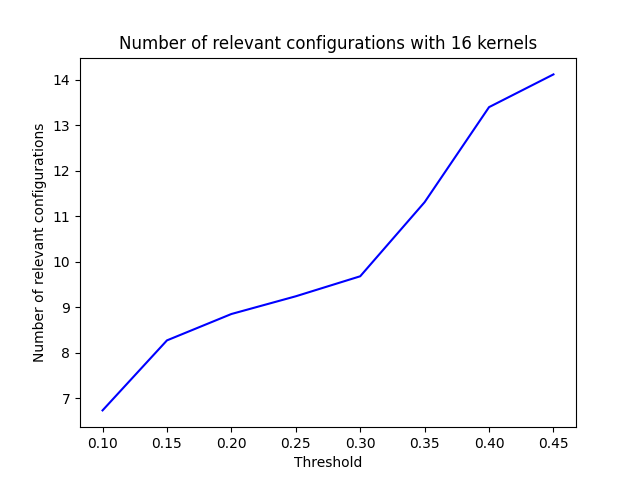 Number of relevant configurations with 16 kernels
Number of relevant configurations
14
13
12
11
10
9
8
7
0.10 0.15 0.20 0.25 0.30 0.35 0.40 0.45
Threshold